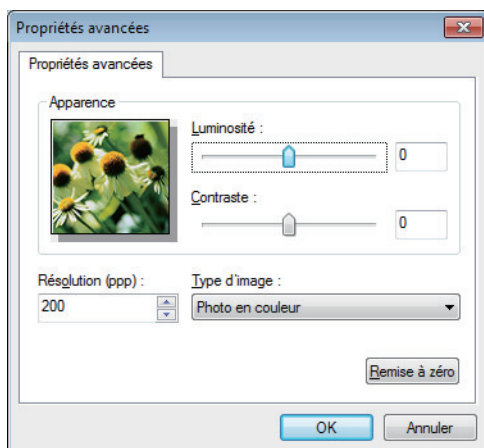 Propriétés avancées
Propriétés avancées
Apparence
Luminosité :
0
Contraste :
0
Résolution (ppp) :
Type d'image :
200
Photo en couleur
Remise à zéro
OK
Annuler